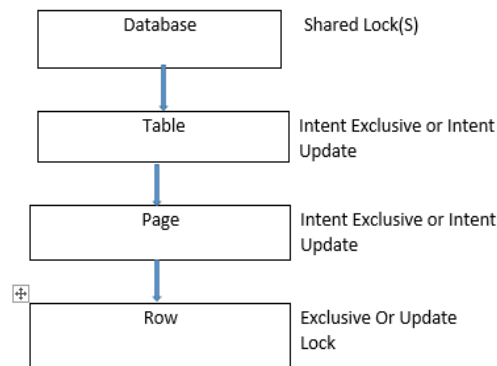 Database
Shared Lock(S)
Table
Intent Exclusive or Intent
Update
Page
Intent Exclusive or Intent
Update
Row
Exclusive Or Update
Lock